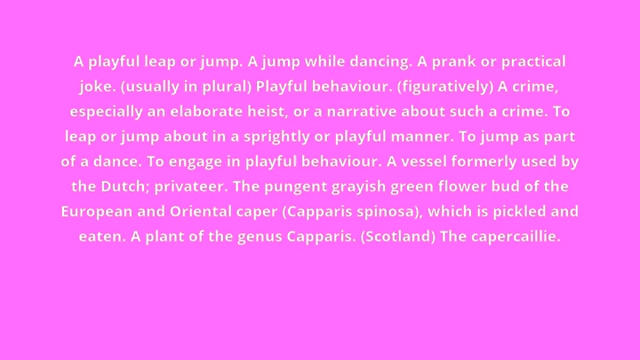 A playful leap or jump. A jump while dancing. A prank or practical
joke. (usually in plural) Playful behaviour. (figuratively) A crime,
especially an elaborate heist, or a narrative about such a crime. To
leap or jump about in a sprightly or playful manner. To jump as part
of a dance. To engage in playful behaviour. A vessel formerly used by
the Dutch; privateer. The pungent grayish green flower bud of the
European and Oriental caper (Capparis spinosa), which is pickled and
eaten. A plant of the genus Capparis. (Scotland) The capercaillie.